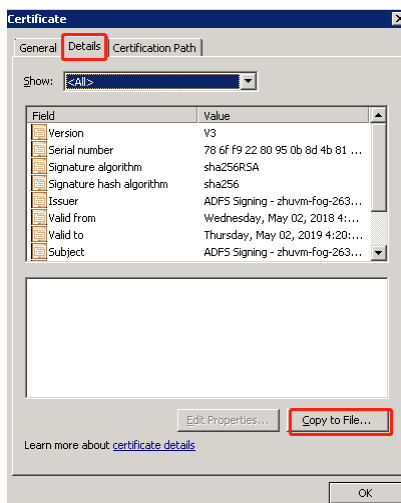 Certificate
General Details Certification Path
Show: <All>
Field Value
Version V3
Serial number 78 6f f9 22 80 95 0b 8d 4b 81 ...
Signature algorithm sha256RSA
Signature hash algorithm sha256
Issuer ADFS Signing - zhuvm-fog-263...
Valid from Wednesday, May 02, 2018 4:...
Valid to Thursday, May 02, 2019 4:20:...
Subject ADFS Signing - zhuvm-fog-263...
Edit Properties... Copy to File...
Learn more about certificate details
OK